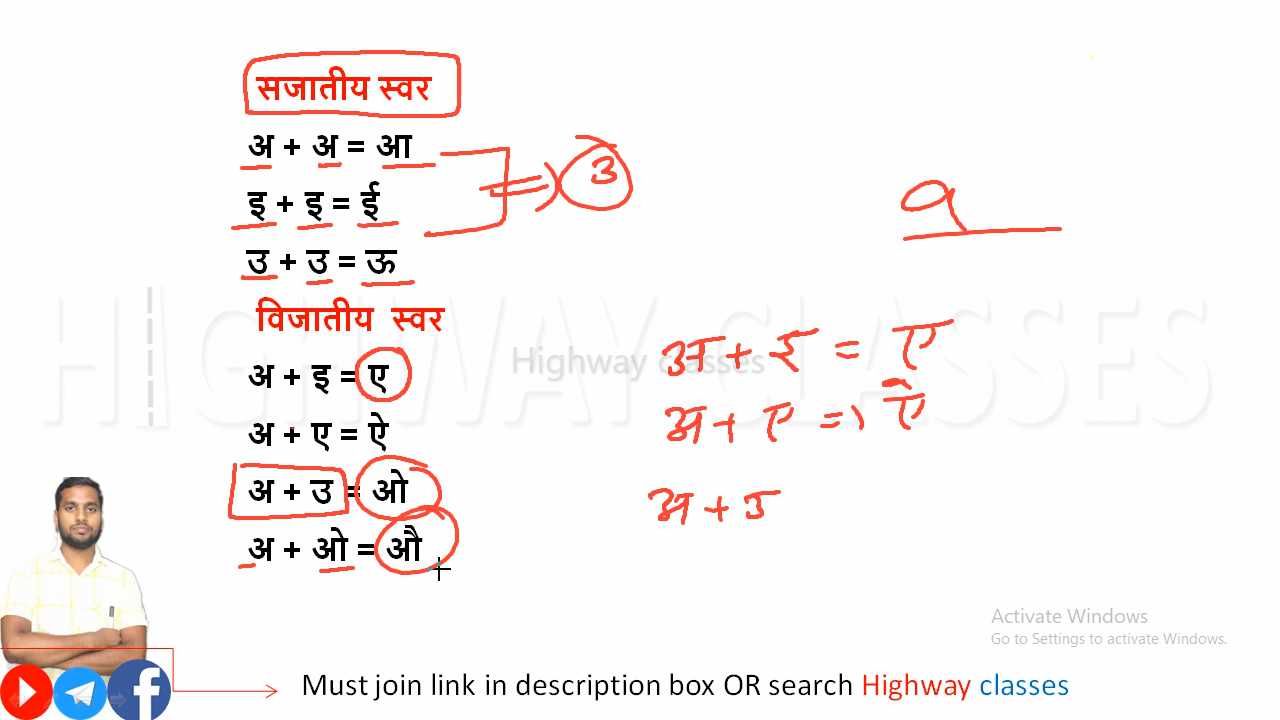 सजातीय स्वर
अ + अ = आ
इ + इ = ई
उ + उ = ऊ
3
विजातीय स्वर
अ + इ = ए
अ + ए = ऐ
अ + उ = ओ
अ + ओ = औ
अ + इ = ए
अ + ए => ऐ
अ + उ
HIGHWAY CLASSES
Highway classes
Activate Windows
Go to Settings to activate Windows.
Must join link in description box OR search Highway classes